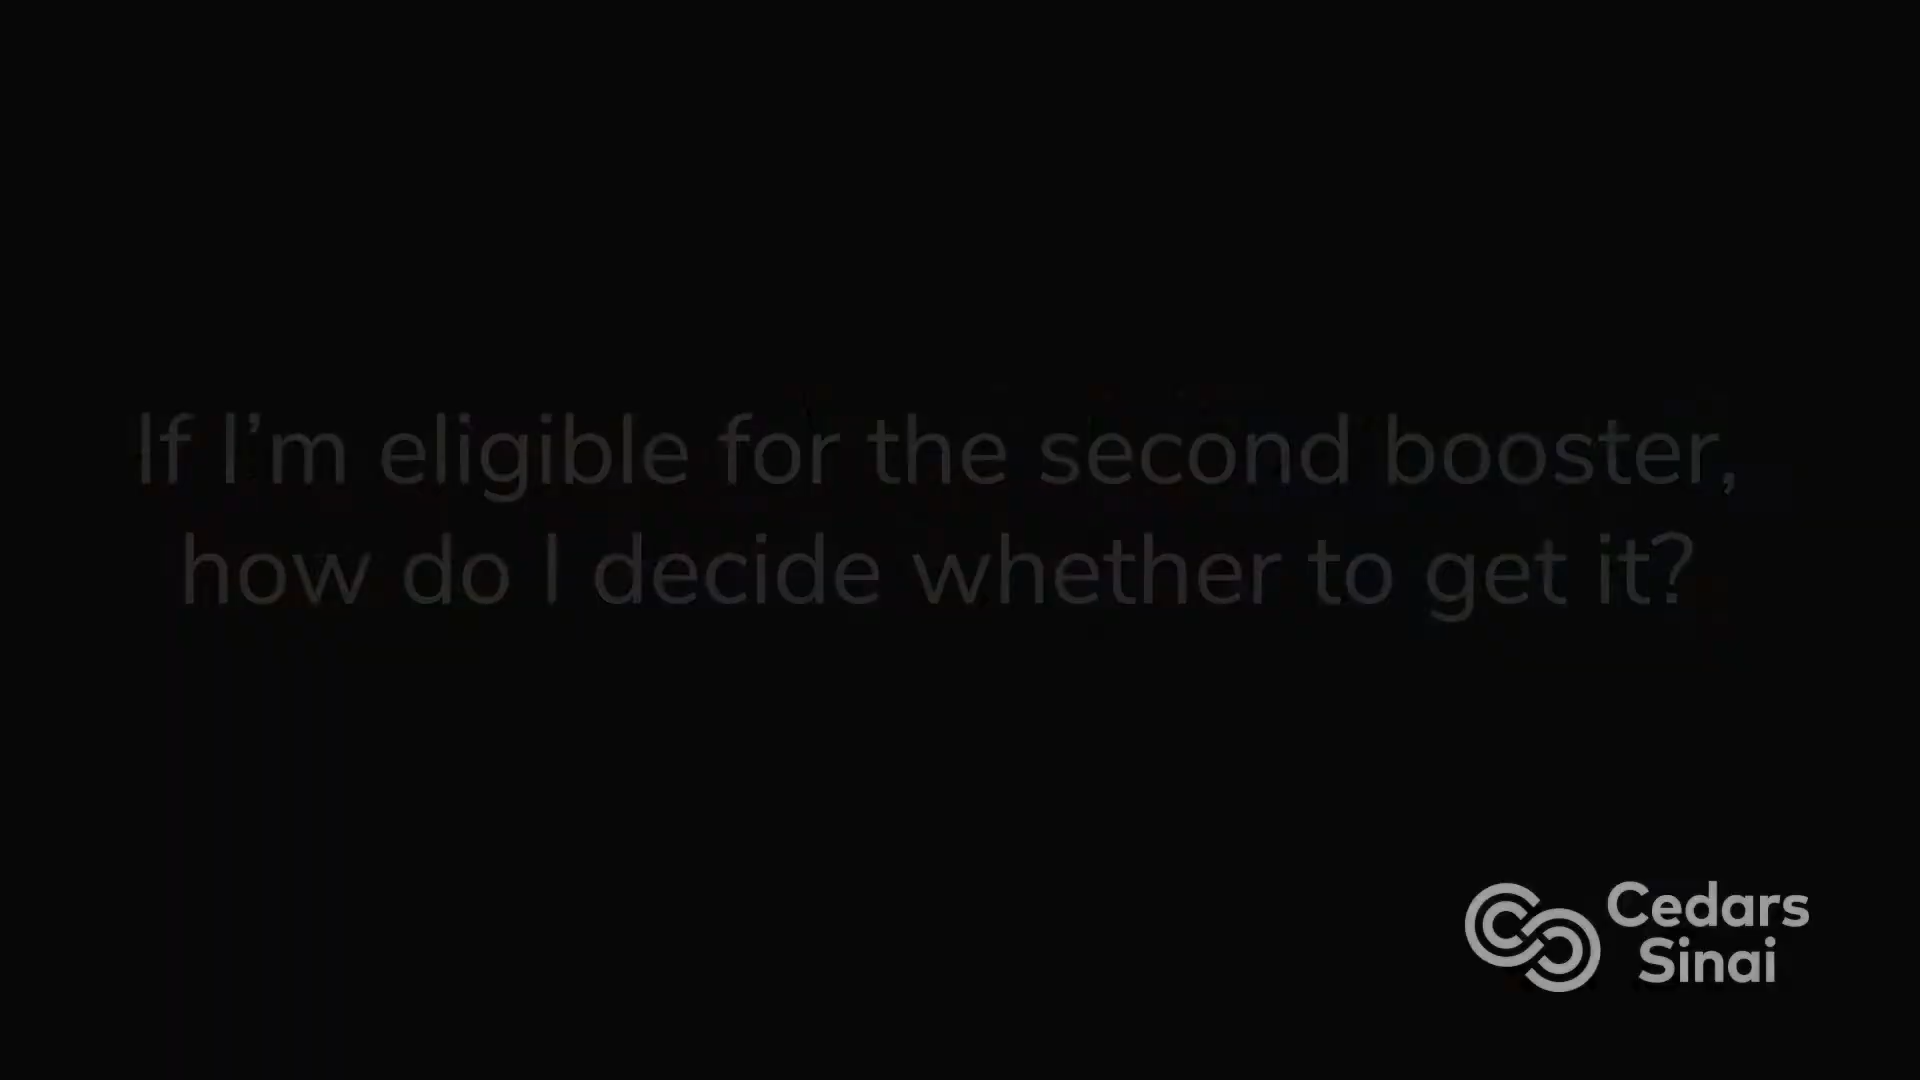 If I’m eligible for the second booster,
how do I decide whether to get it?
Cedars
Sinai